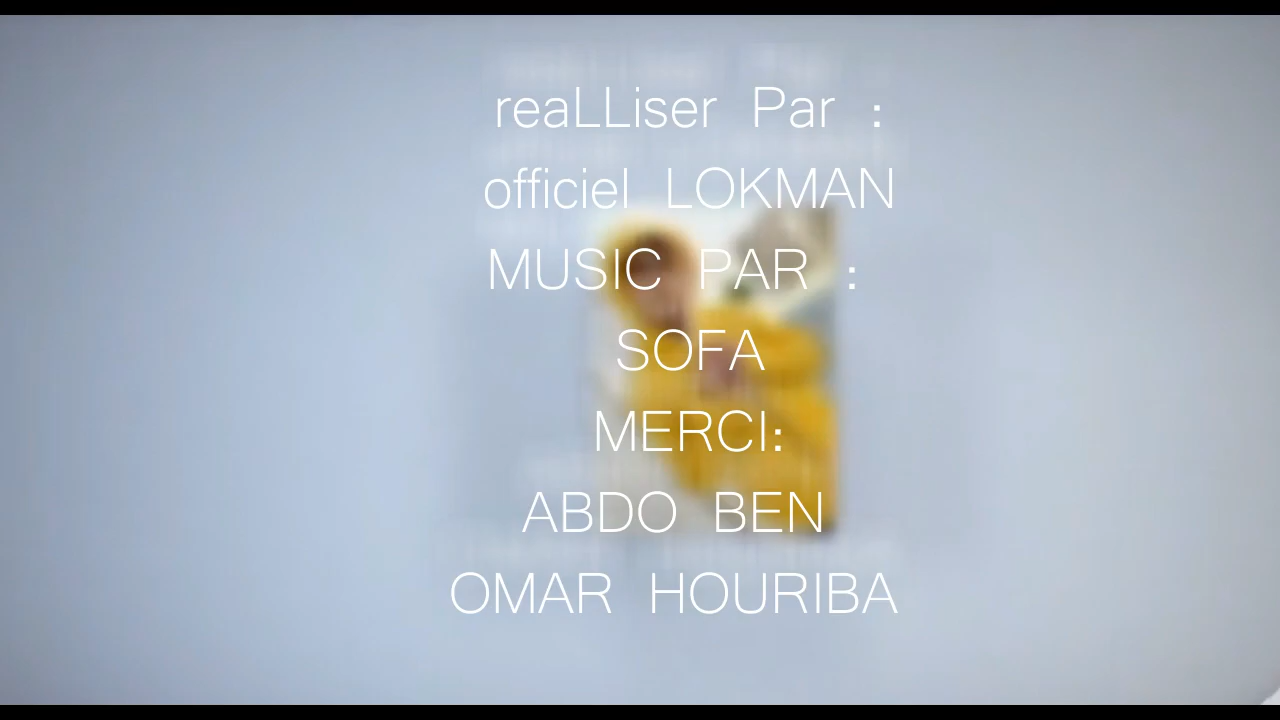 reaLLiser Par :
officiel LOKMAN
MUSIC PAR :
SOFA
MERCI:
ABDO BEN
OMAR HOURIBA